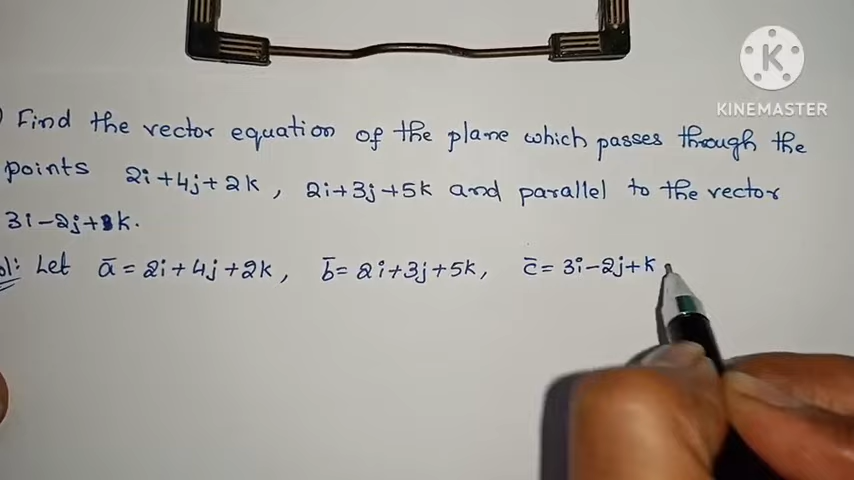 K
KINEMASTER
) Find the vector equation of the plane which passes through the
points 2i+4j+2k , 2i+3j+5k and parallel to the vector
3i-2j+k.
ol: Let a̅ = 2i+4j+2k , b̅ = 2i+3j+5k, c̅ = 3i-2j+k